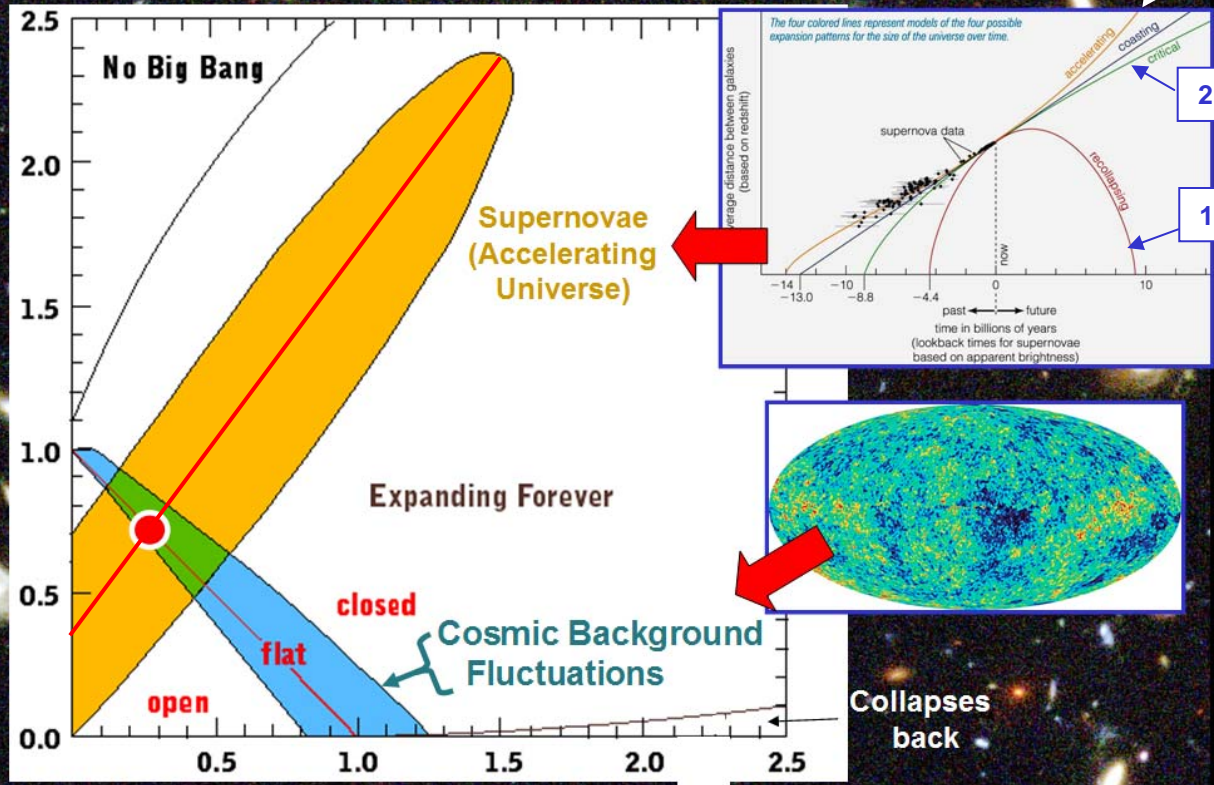 2.5
2.0
1.5
1.0
0.5
0.0
0.5
1.0
1.5
2.0
2.5
No Big Bang
Supernovae
(Accelerating
Universe)
Expanding Forever
closed
flat
open
Cosmic Background
Fluctuations
Collapses
back
The four colored lines represent models of the four possible
expansion patterns for the size of the universe over time.
accelerating
coasting
critical
recollapsing
supernova data
distance between galaxies
(based on redshift)
now
2
1
−14
−13.0
−10
−8.8
−4.4
0
10
past
future
time in billions of years
(lookback times for supernovae
based on apparent brightness)